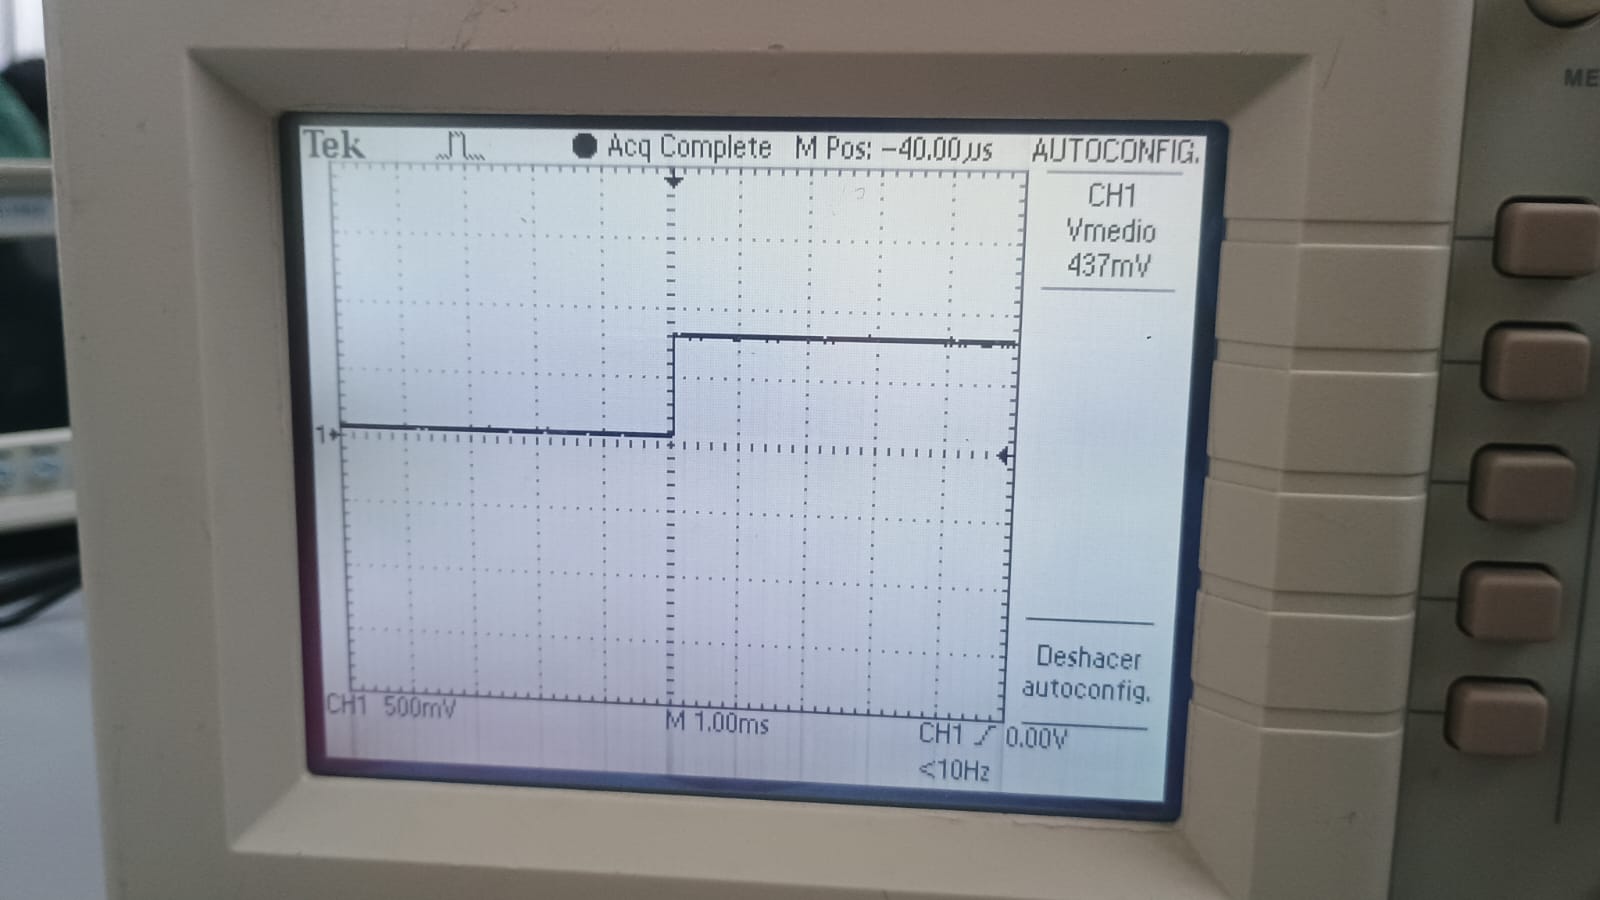 Tek Acq Complete M Pos: -40.00µs AUTOCONFIG.
CH1
Vmedio
437mV
1
Deshacer
autoconfig.
CH1 500mV M 1.00ms CH1 0.00V
<10Hz